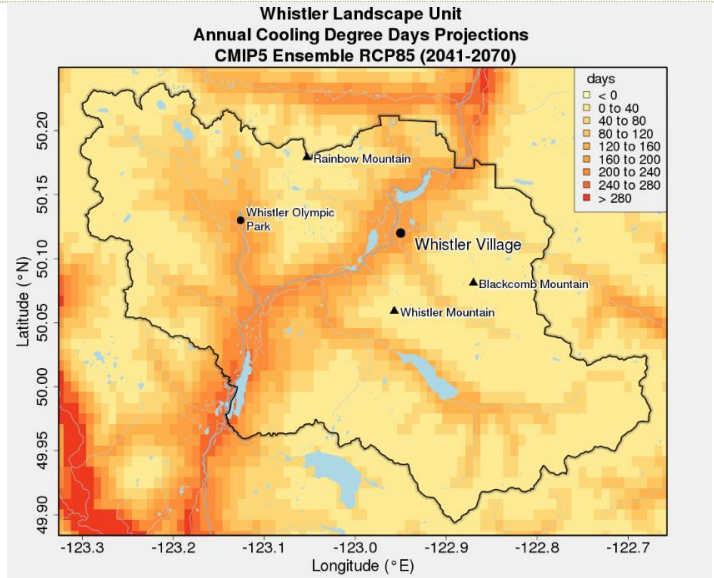 Whistler Landscape Unit
Annual Cooling Degree Days Projections
CMIP5 Ensemble RCP85 (2041-2070)
days
< 0
0 to 40
40 to 80
80 to 120
120 to 160
160 to 200
200 to 240
240 to 280
> 280
Rainbow Mountain
Whistler Olympic
Park
Whistler Village
Blackcomb Mountain
Whistler Mountain
Latitude (°N)
50.20
50.15
50.10
50.05
50.00
49.95
49.90
-123.3
-123.2
-123.1
-123.0
-122.9
-122.8
-122.7
Longitude (°E)